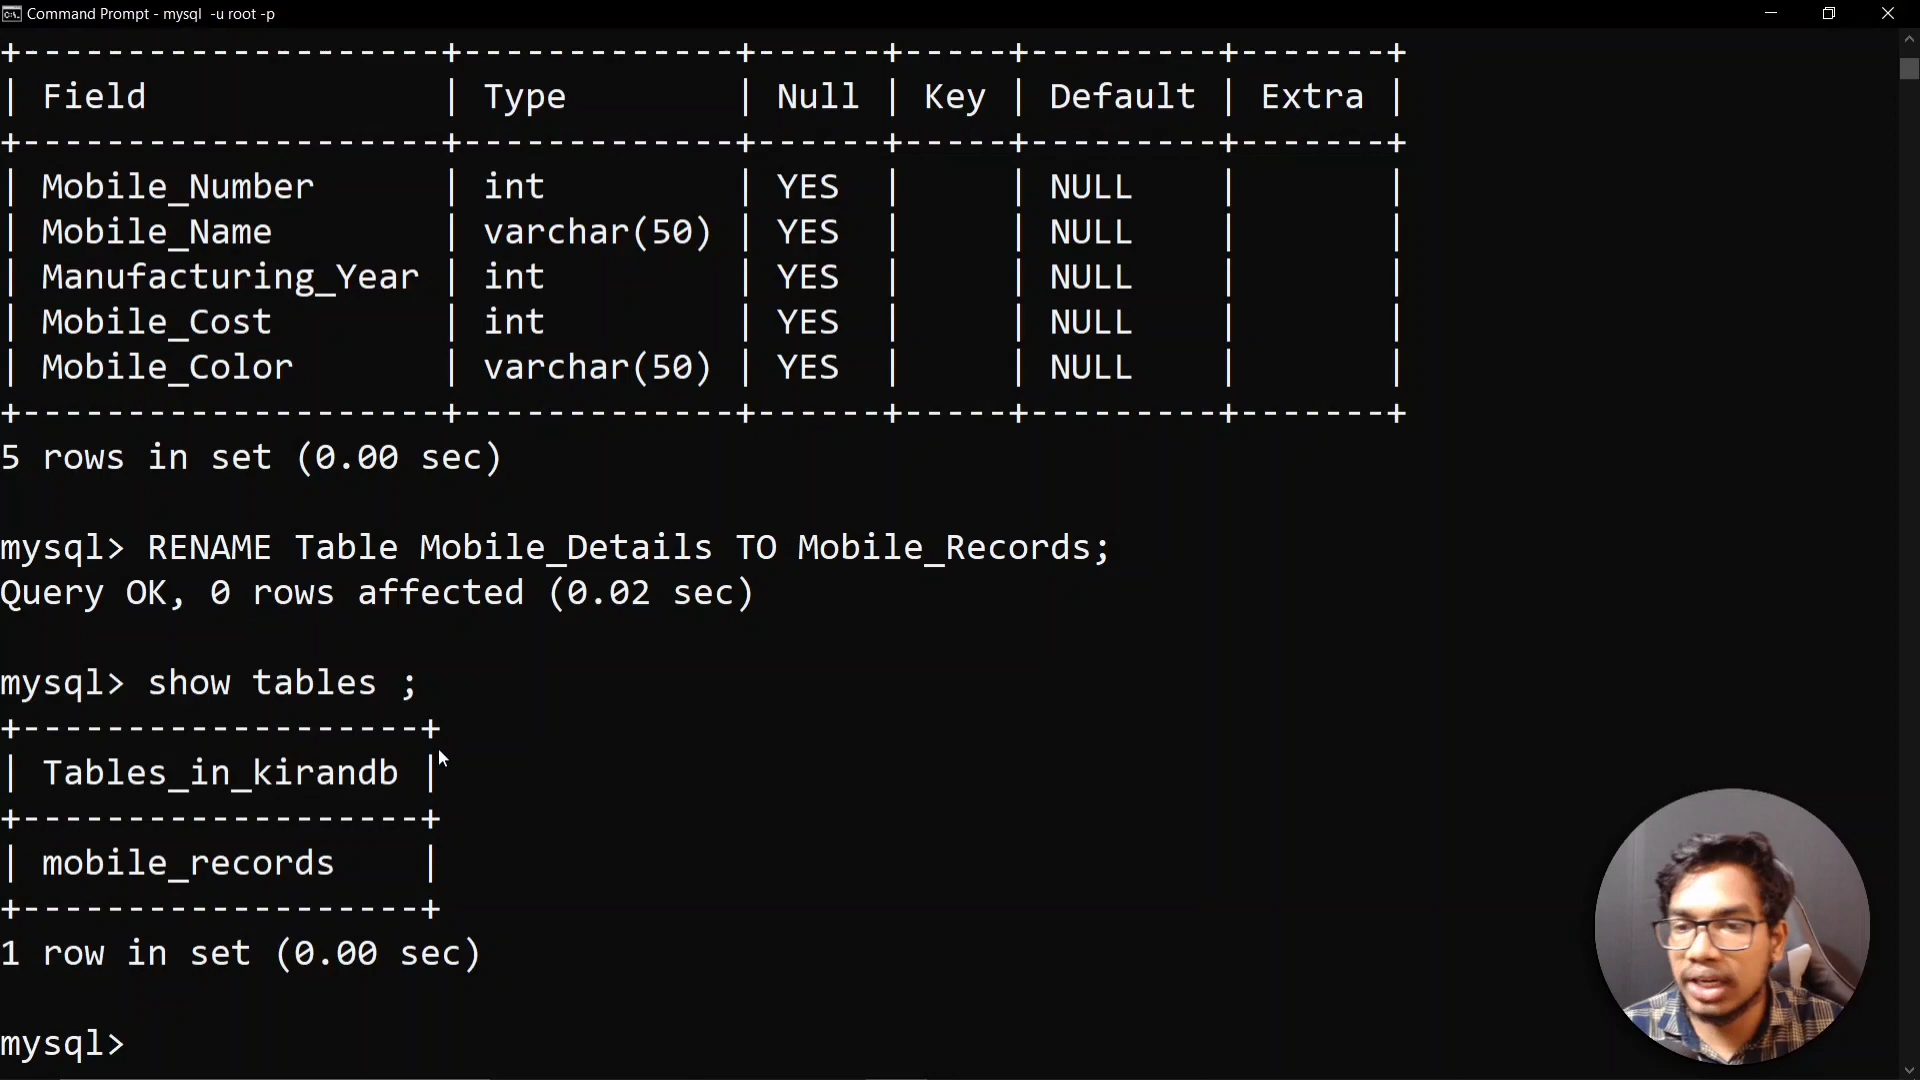 Command Prompt - mysql  -u root -p
+--------------------+-------------+------+-----+---------+-------+
| Field              | Type        | Null | Key | Default | Extra |
+--------------------+-------------+------+-----+---------+-------+
| Mobile_Number      | int         | YES  |     | NULL    |       |
| Mobile_Name        | varchar(50) | YES  |     | NULL    |       |
| Manufacturing_Year | int         | YES  |     | NULL    |       |
| Mobile_Cost        | int         | YES  |     | NULL    |       |
| Mobile_Color       | varchar(50) | YES  |     | NULL    |       |
+--------------------+-------------+------+-----+---------+-------+
5 rows in set (0.00 sec)
mysql> RENAME Table Mobile_Details TO Mobile_Records;
Query OK, 0 rows affected (0.02 sec)
mysql> show tables ;
+-------------------+
| Tables_in_kirandb |
+-------------------+
| mobile_records    |
+-------------------+
1 row in set (0.00 sec)
mysql>